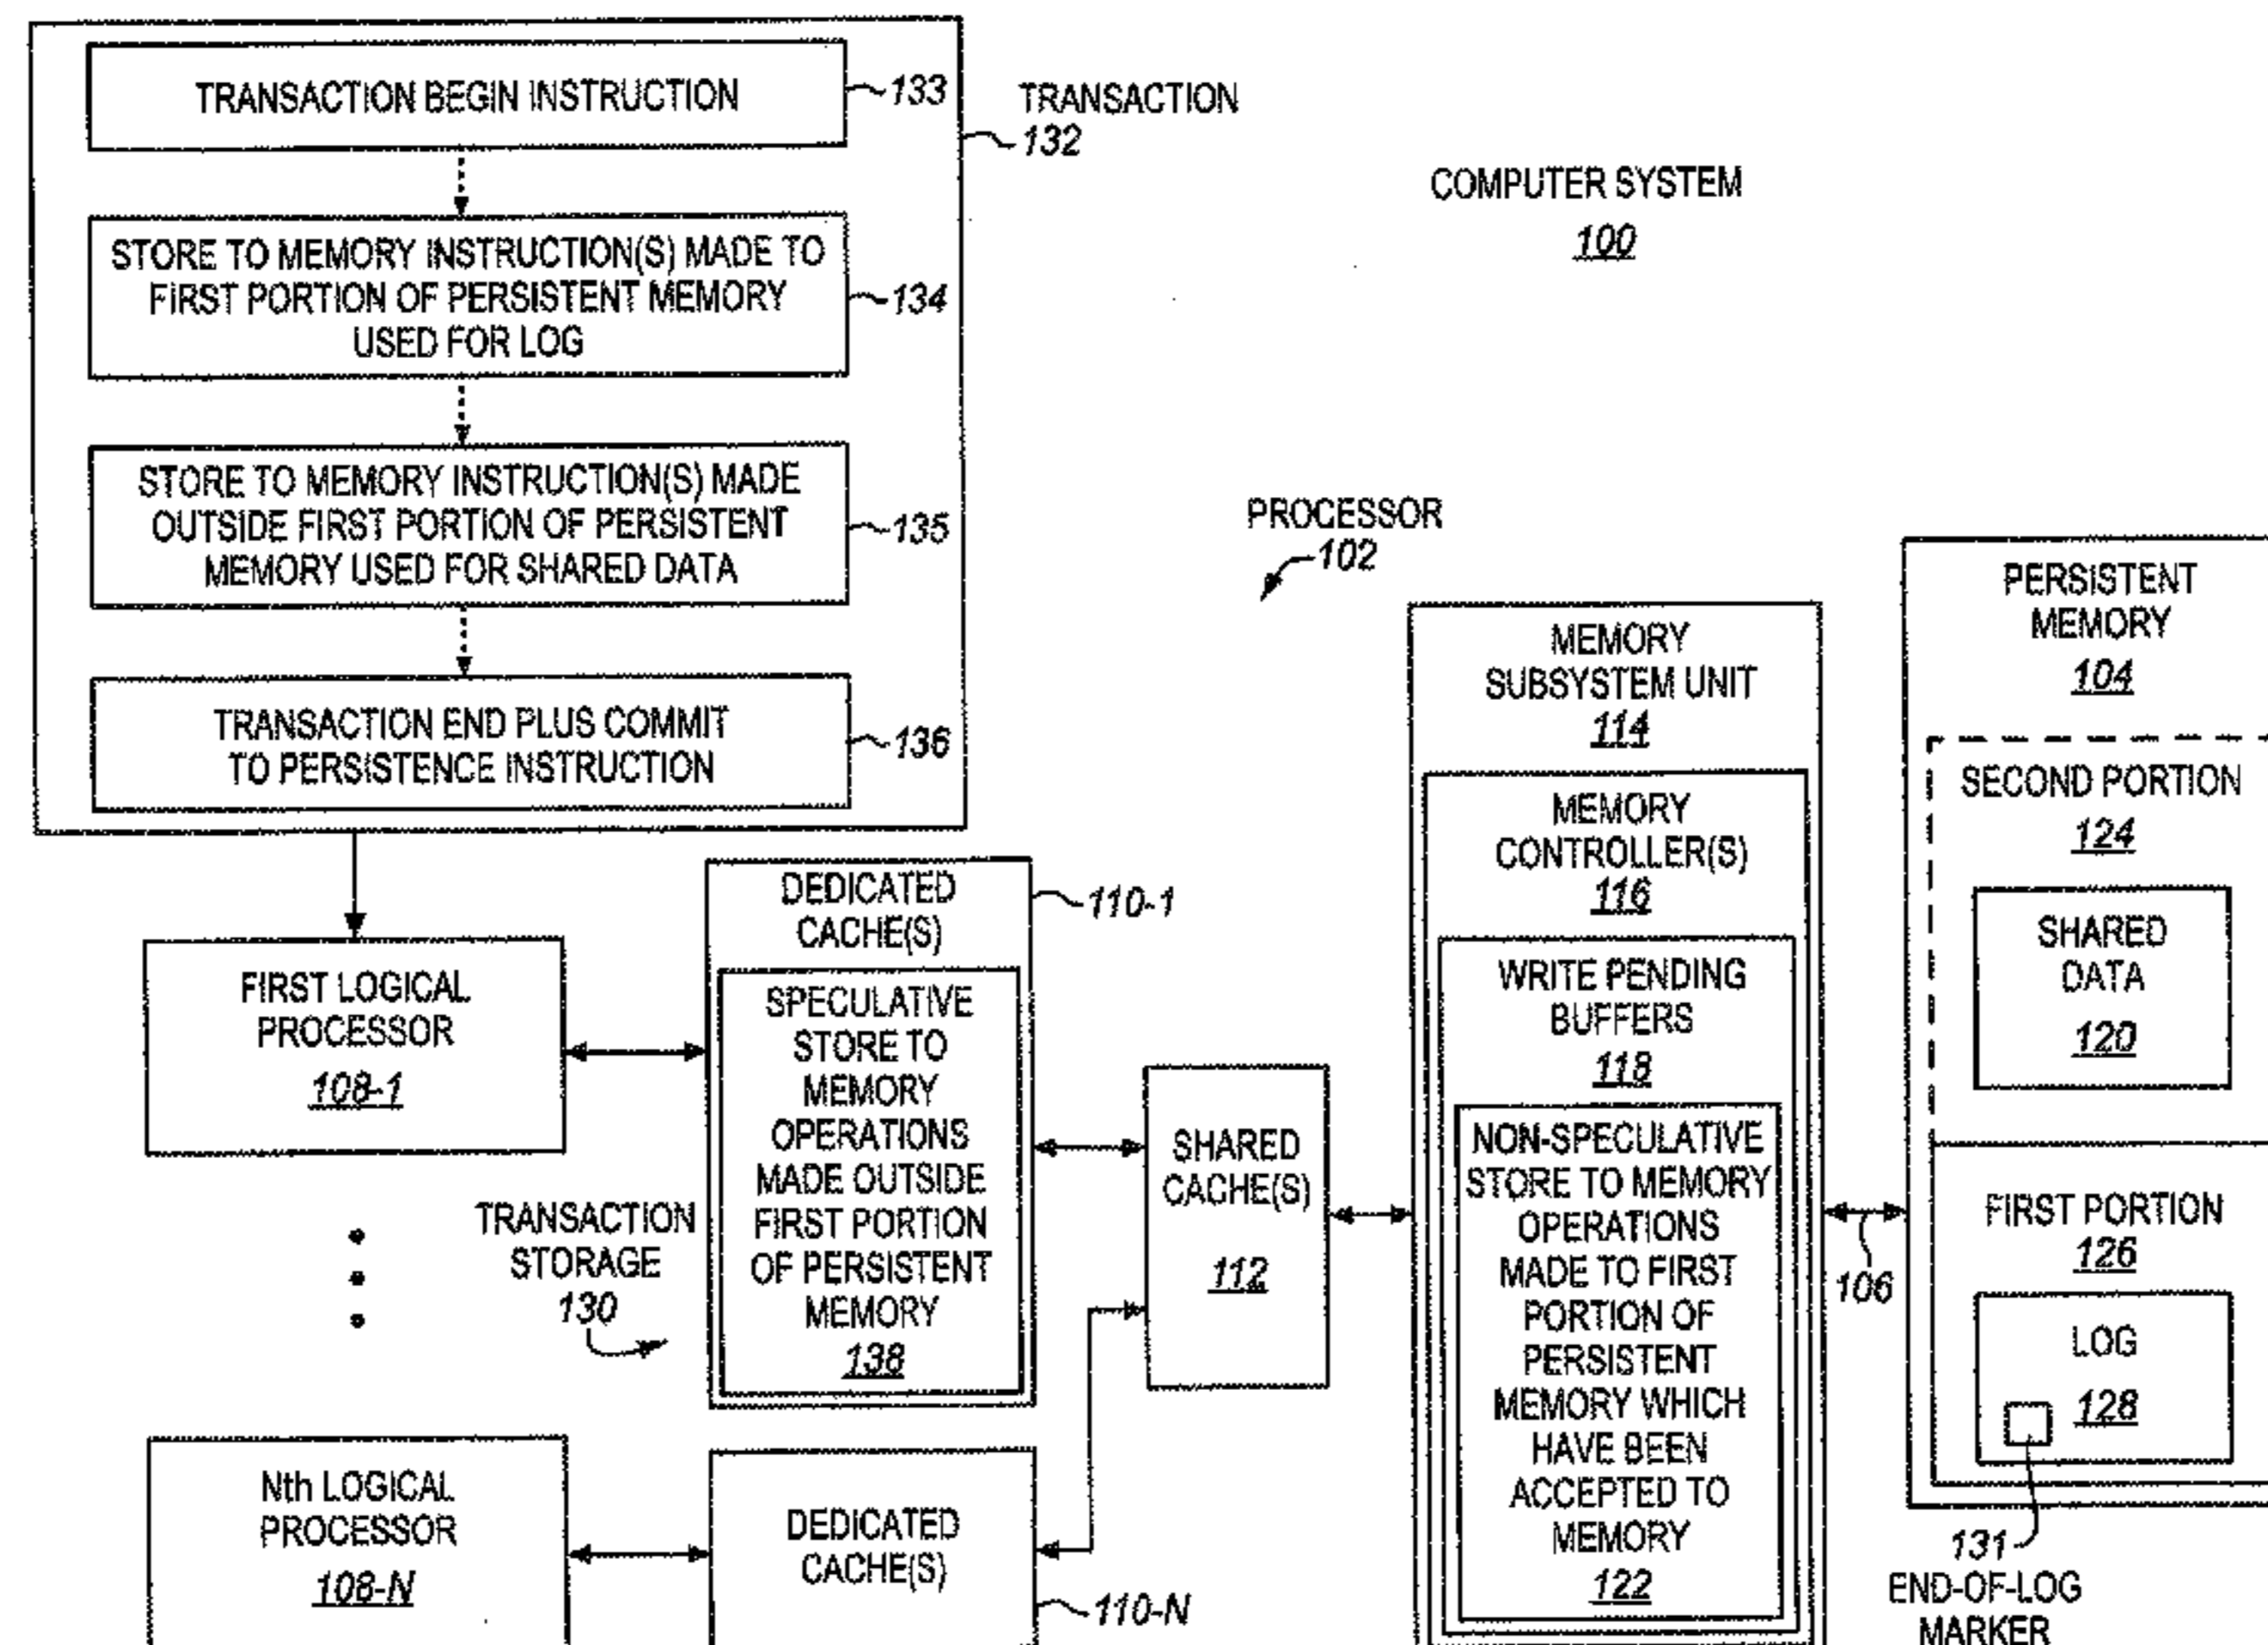 TRANSACTION BEGIN INSTRUCTION
133
TRANSACTION
132
STORE TO MEMORY INSTRUCTION(S) MADE TO
FIRST PORTION OF PERSISTENT MEMORY
USED FOR LOG
134
STORE TO MEMORY INSTRUCTION(S) MADE
OUTSIDE FIRST PORTION OF PERSISTENT
MEMORY USED FOR SHARED DATA
135
TRANSACTION END PLUS COMMIT
TO PERSISTENCE INSTRUCTION
136
COMPUTER SYSTEM
100
PROCESSOR
102
FIRST LOGICAL
PROCESSOR
108-1
DEDICATED
CACHE(S)
110-1
SPECULATIVE
STORE TO
MEMORY
OPERATIONS
MADE OUTSIDE
FIRST PORTION
OF PERSISTENT
MEMORY
138
TRANSACTION
STORAGE
130
Nth LOGICAL
PROCESSOR
108-N
DEDICATED
CACHE(S)
110-N
SHARED
CACHE(S)
112
MEMORY
SUBSYSTEM UNIT
114
MEMORY
CONTROLLER(S)
116
WRITE PENDING
BUFFERS
118
NON-SPECULATIVE
STORE TO MEMORY
OPERATIONS
MADE TO FIRST
PORTION OF
PERSISTENT
MEMORY WHICH
HAVE BEEN
ACCEPTED TO
MEMORY
122
106
PERSISTENT
MEMORY
104
SECOND PORTION
124
SHARED
DATA
120
FIRST PORTION
126
LOG
128
131
END-OF-LOG
MARKER